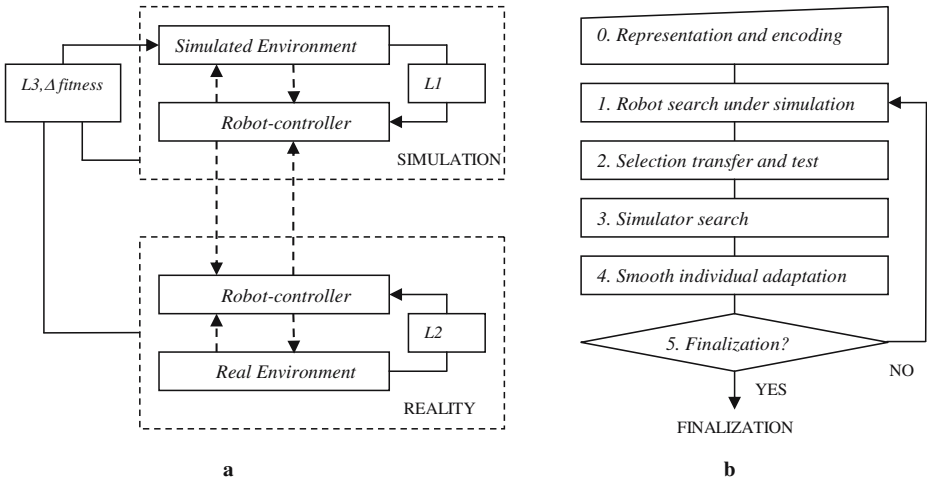 Simulated Environment
L3,Δ fitness
L1
Robot-controller
SIMULATION
Robot-controller
L2
Real Environment
REALITY
a
0. Representation and encoding
1. Robot search under simulation
2. Selection transfer and test
3. Simulator search
4. Smooth individual adaptation
5. Finalization?
NO
YES
FINALIZATION
b